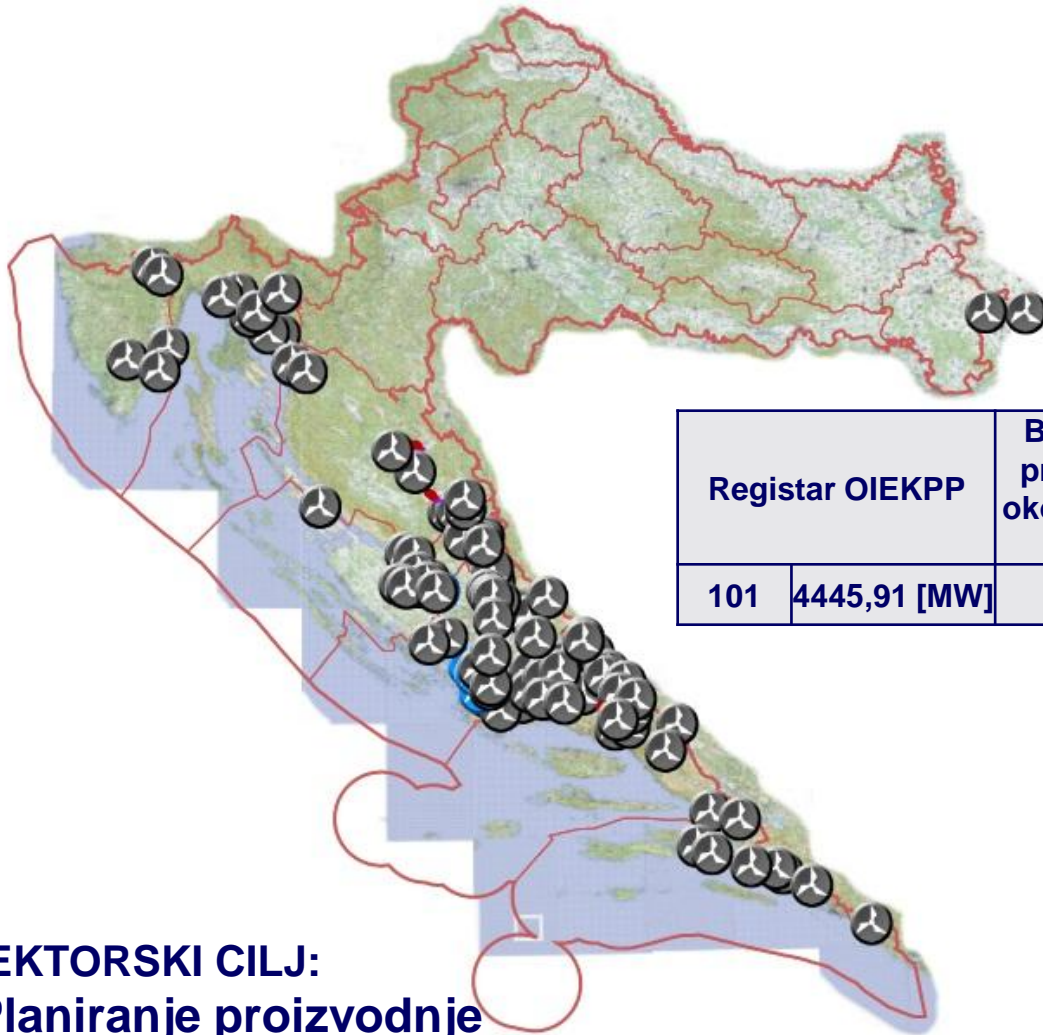 Registar OIEKPP
101 4445,91 [MW]
EKTORSKI CILJ:
Planiranje proizvodnje